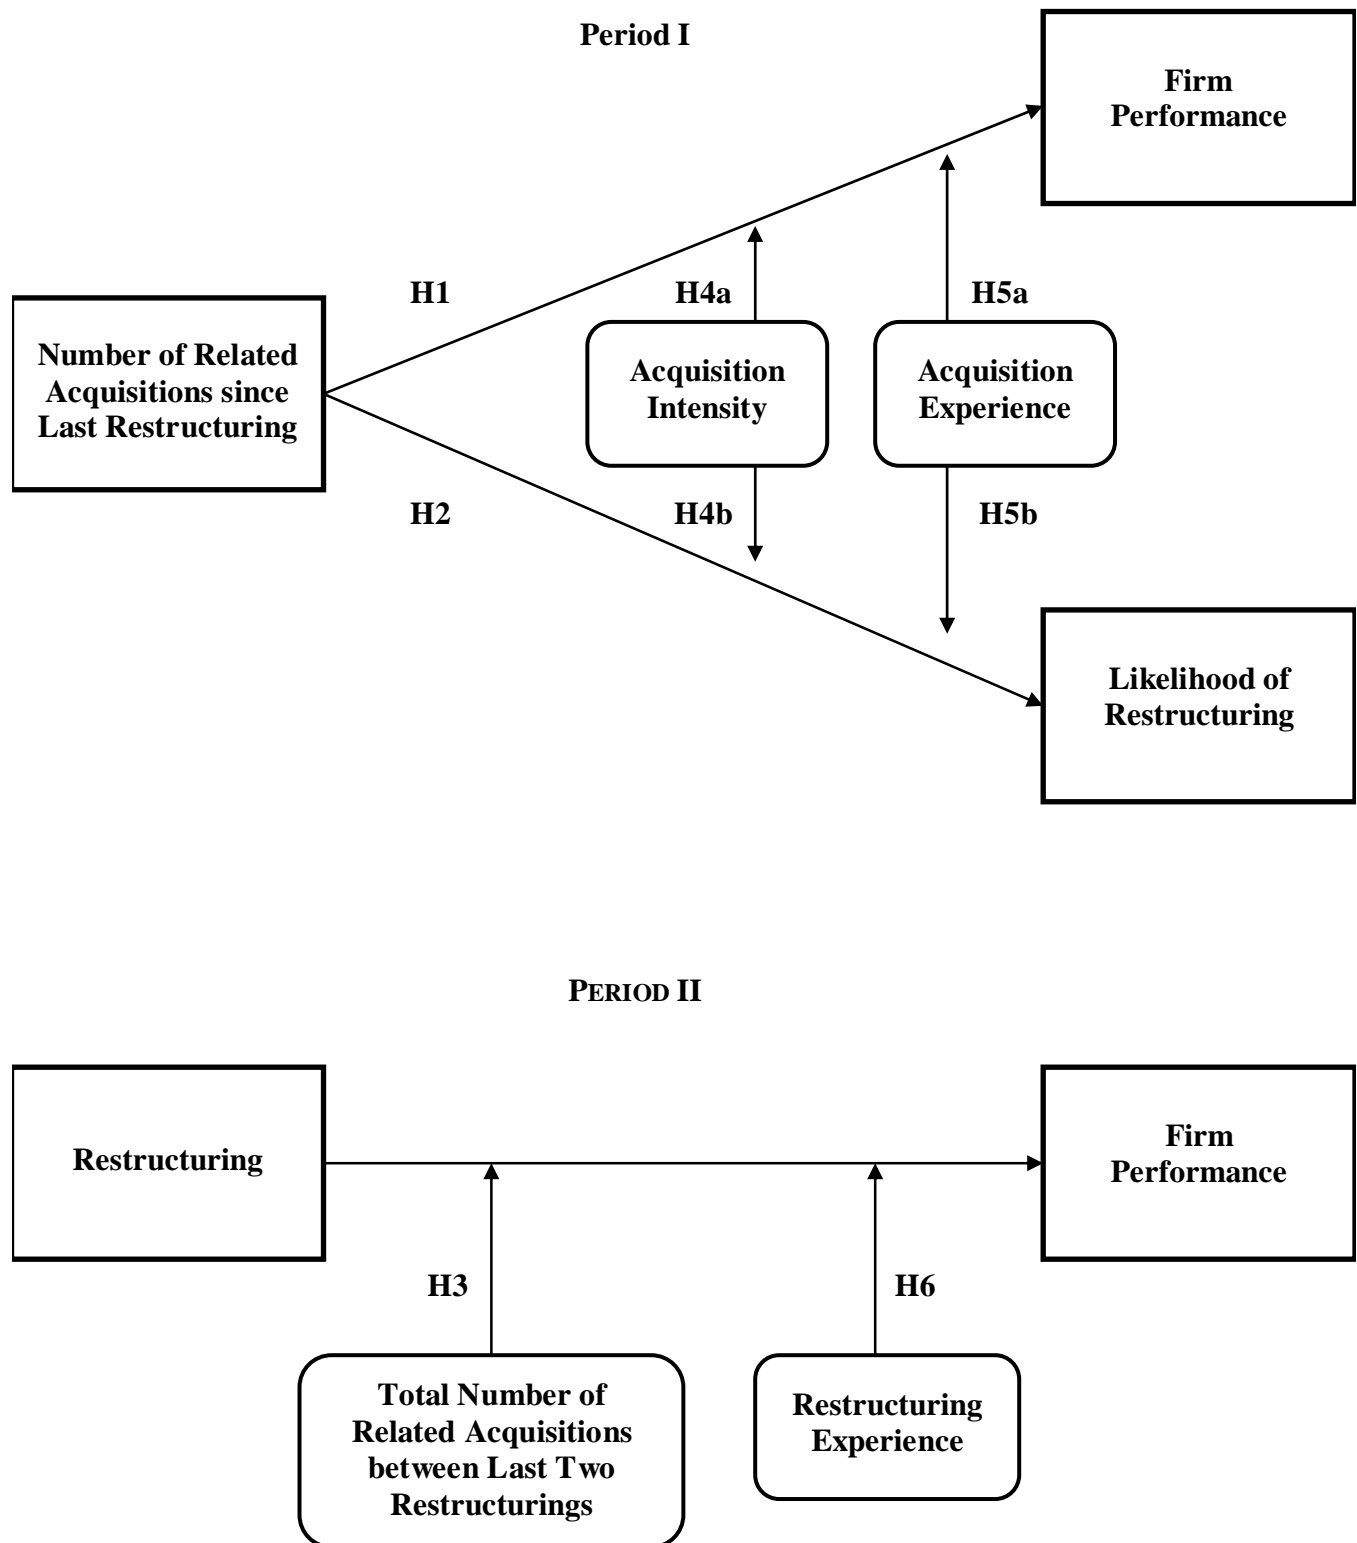 Period I
Firm
Performance
H1
H4a
H5a
Number of Related
Acquisitions since
Last Restructuring
Acquisition
Intensity
Acquisition
Experience
H2
H4b
H5b
Likelihood of
Restructuring
PERIOD II
Restructuring
Firm
Performance
H3
H6
Total Number of
Related Acquisitions
between Last Two
Restructurings
Restructuring
Experience